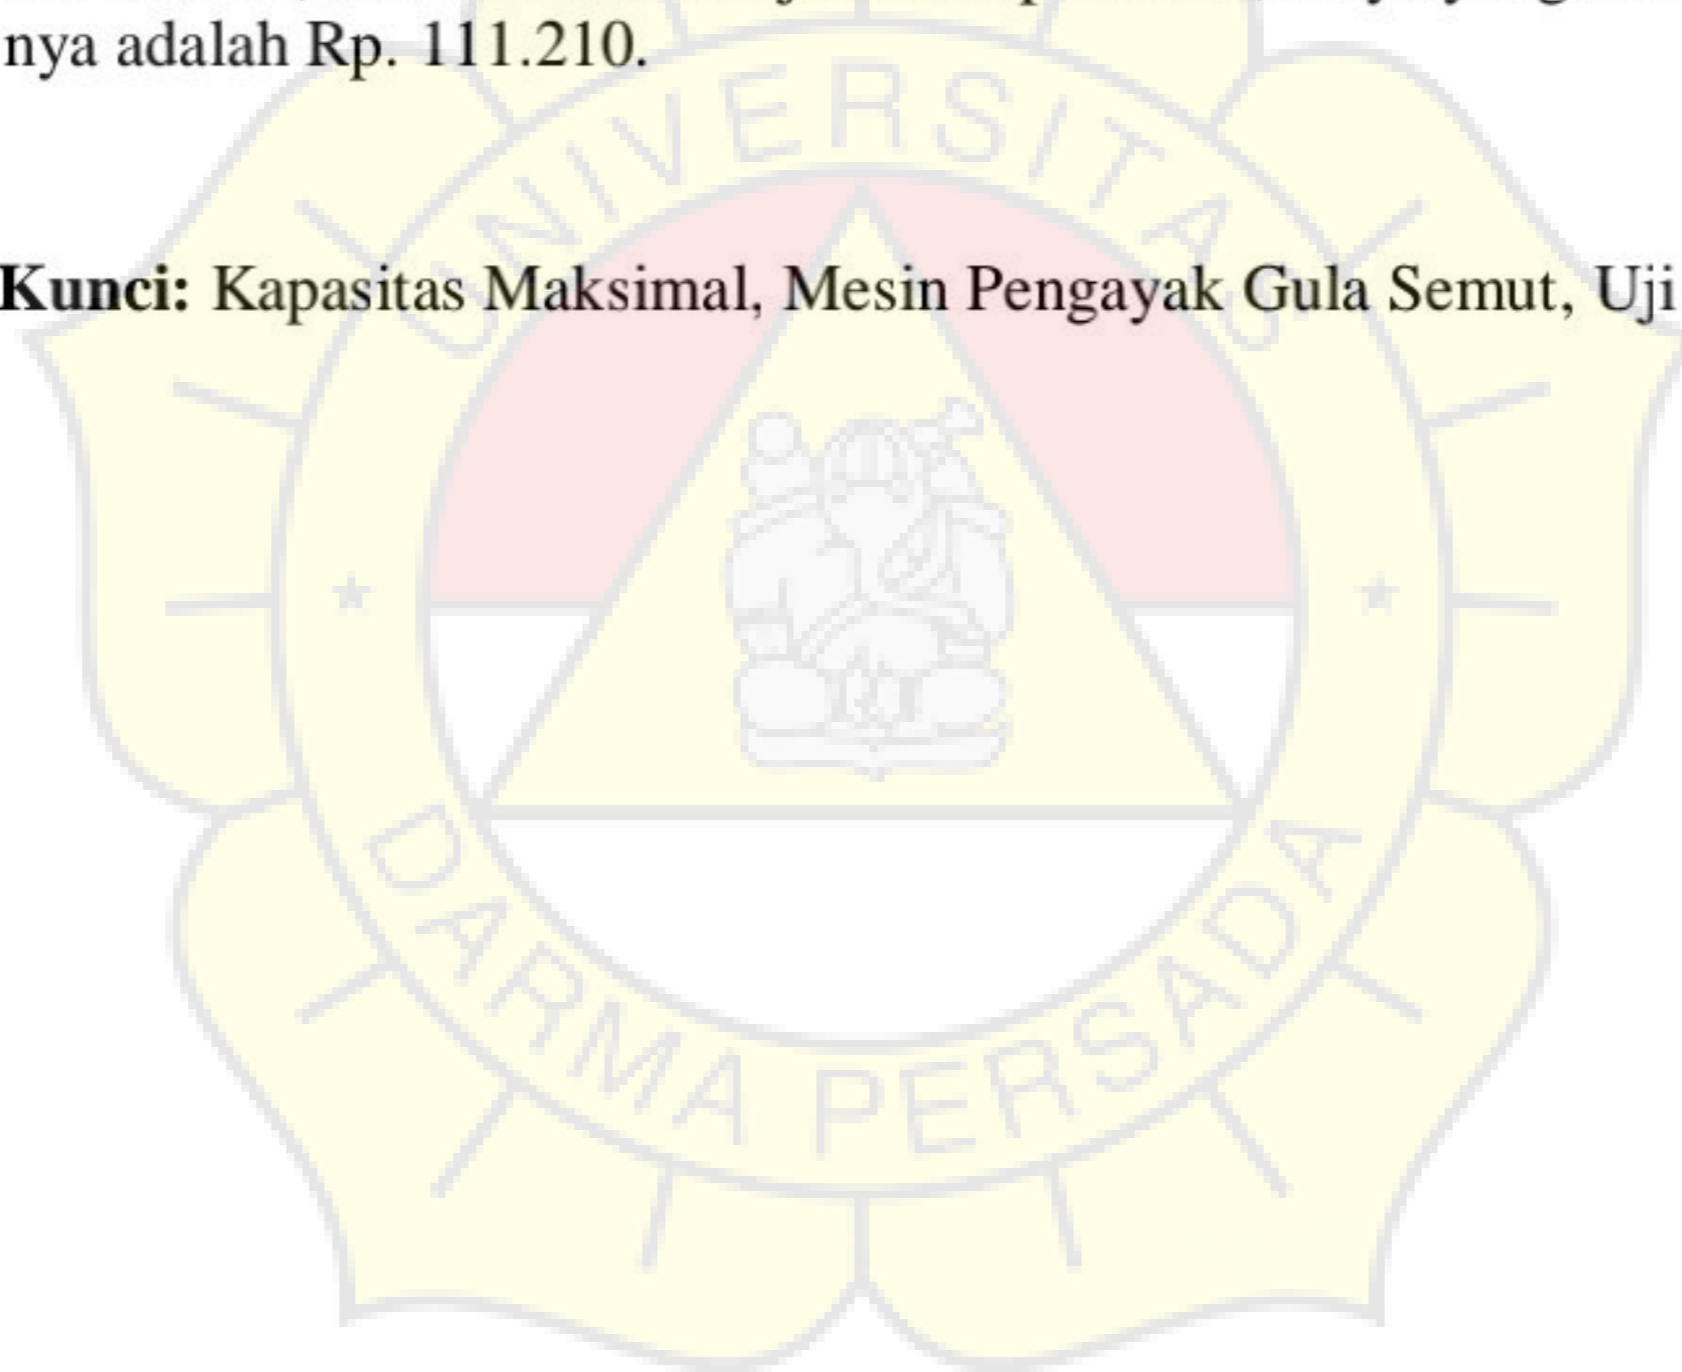 nya adalah Rp. 111.210.
Kunci: Kapasitas Maksimal, Mesin Pengayak Gula Semut, Uji
UNIVERSITAS
DARMA PERSADA